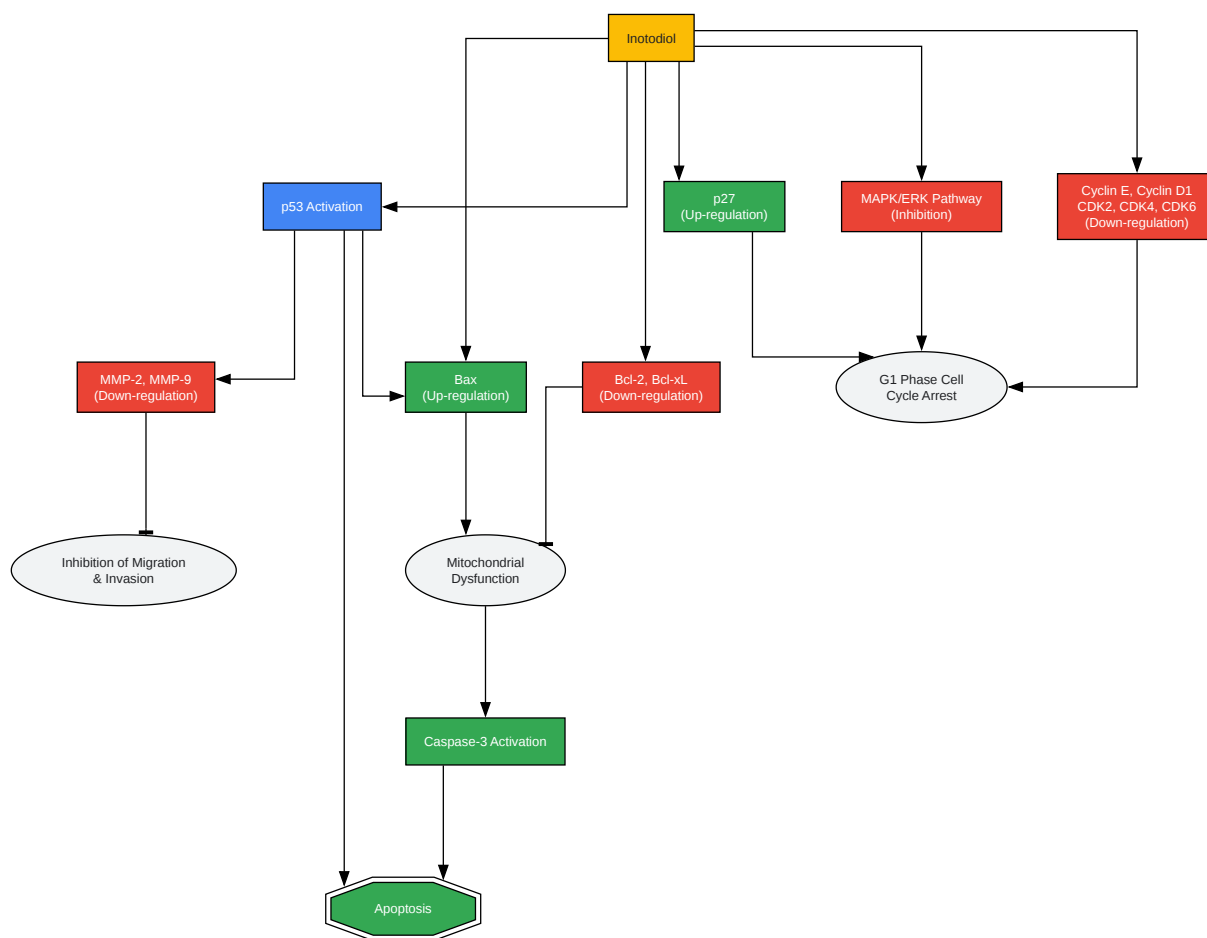 Inotodiol
p53 Activation
p27
(Up-regulation)
MAPK/ERK Pathway
(Inhibition)
Cyclin E, Cyclin D1
CDK2, CDK4, CDK6
(Down-regulation)
MMP-2, MMP-9
(Down-regulation)
Bax
(Up-regulation)
Bcl-2, Bcl-xL
(Down-regulation)
G1 Phase Cell
Cycle Arrest
Inhibition of Migration
& Invasion
Mitochondrial
Dysfunction
Caspase-3 Activation
Apoptosis